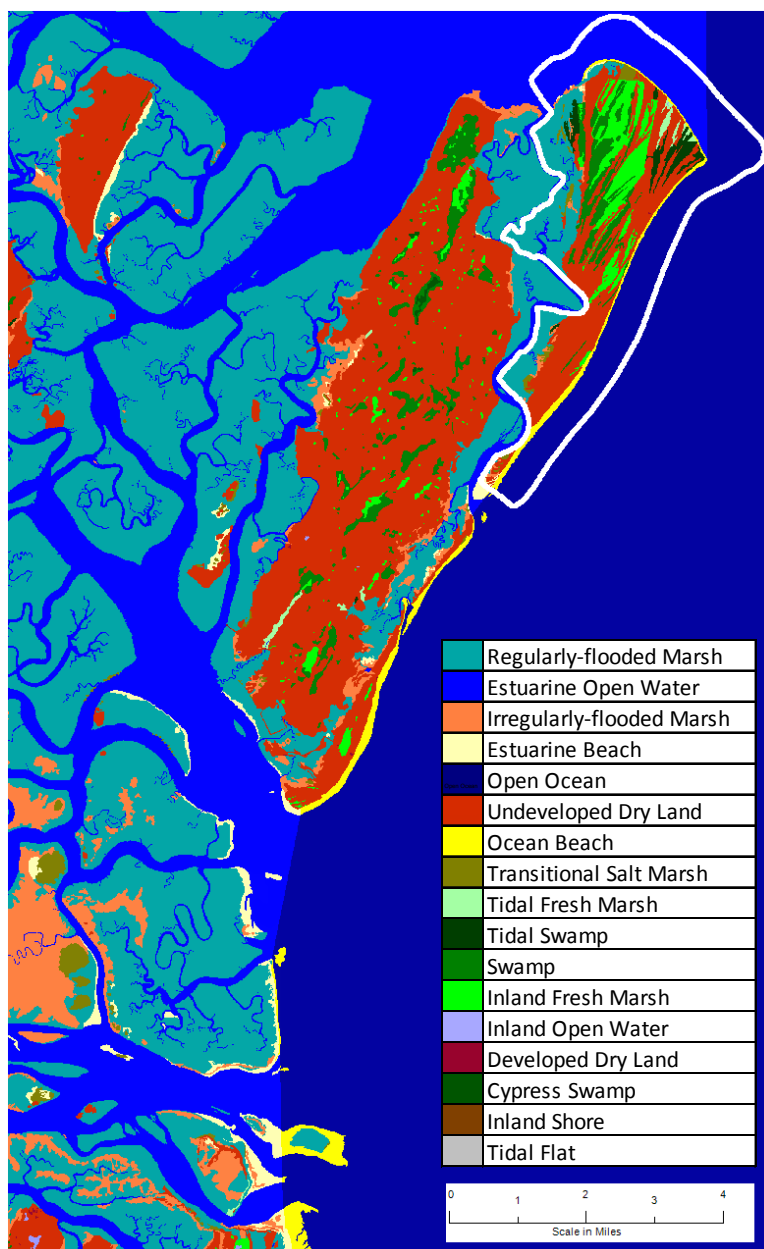 Regularly-flooded Marsh
Estuarine Open Water
Irregularly-flooded Marsh
Estuarine Beach
Open Ocean
Undeveloped Dry Land
Ocean Beach
Transitional Salt Marsh
Tidal Fresh Marsh
Tidal Swamp
Swamp
Inland Fresh Marsh
Inland Open Water
Developed Dry Land
Cypress Swamp
Inland Shore
Tidal Flat
0 1 2 3 4
Scale in Miles